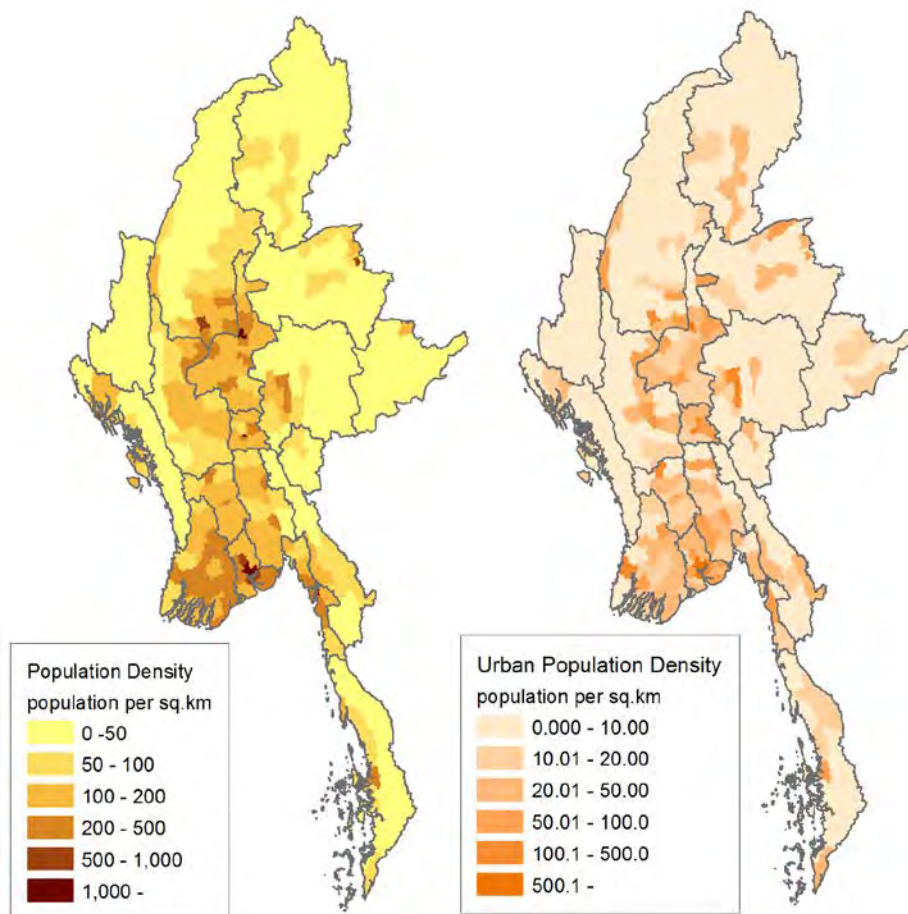 Population Density
population per sq.km
0 -50
50 - 100
100 - 200
200 - 500
500 - 1,000
1,000 -
Urban Population Density
population per sq.km
0.000 - 10.00
10.01 - 20.00
20.01 - 50.00
50.01 - 100.0
100.1 - 500.0
500.1 -